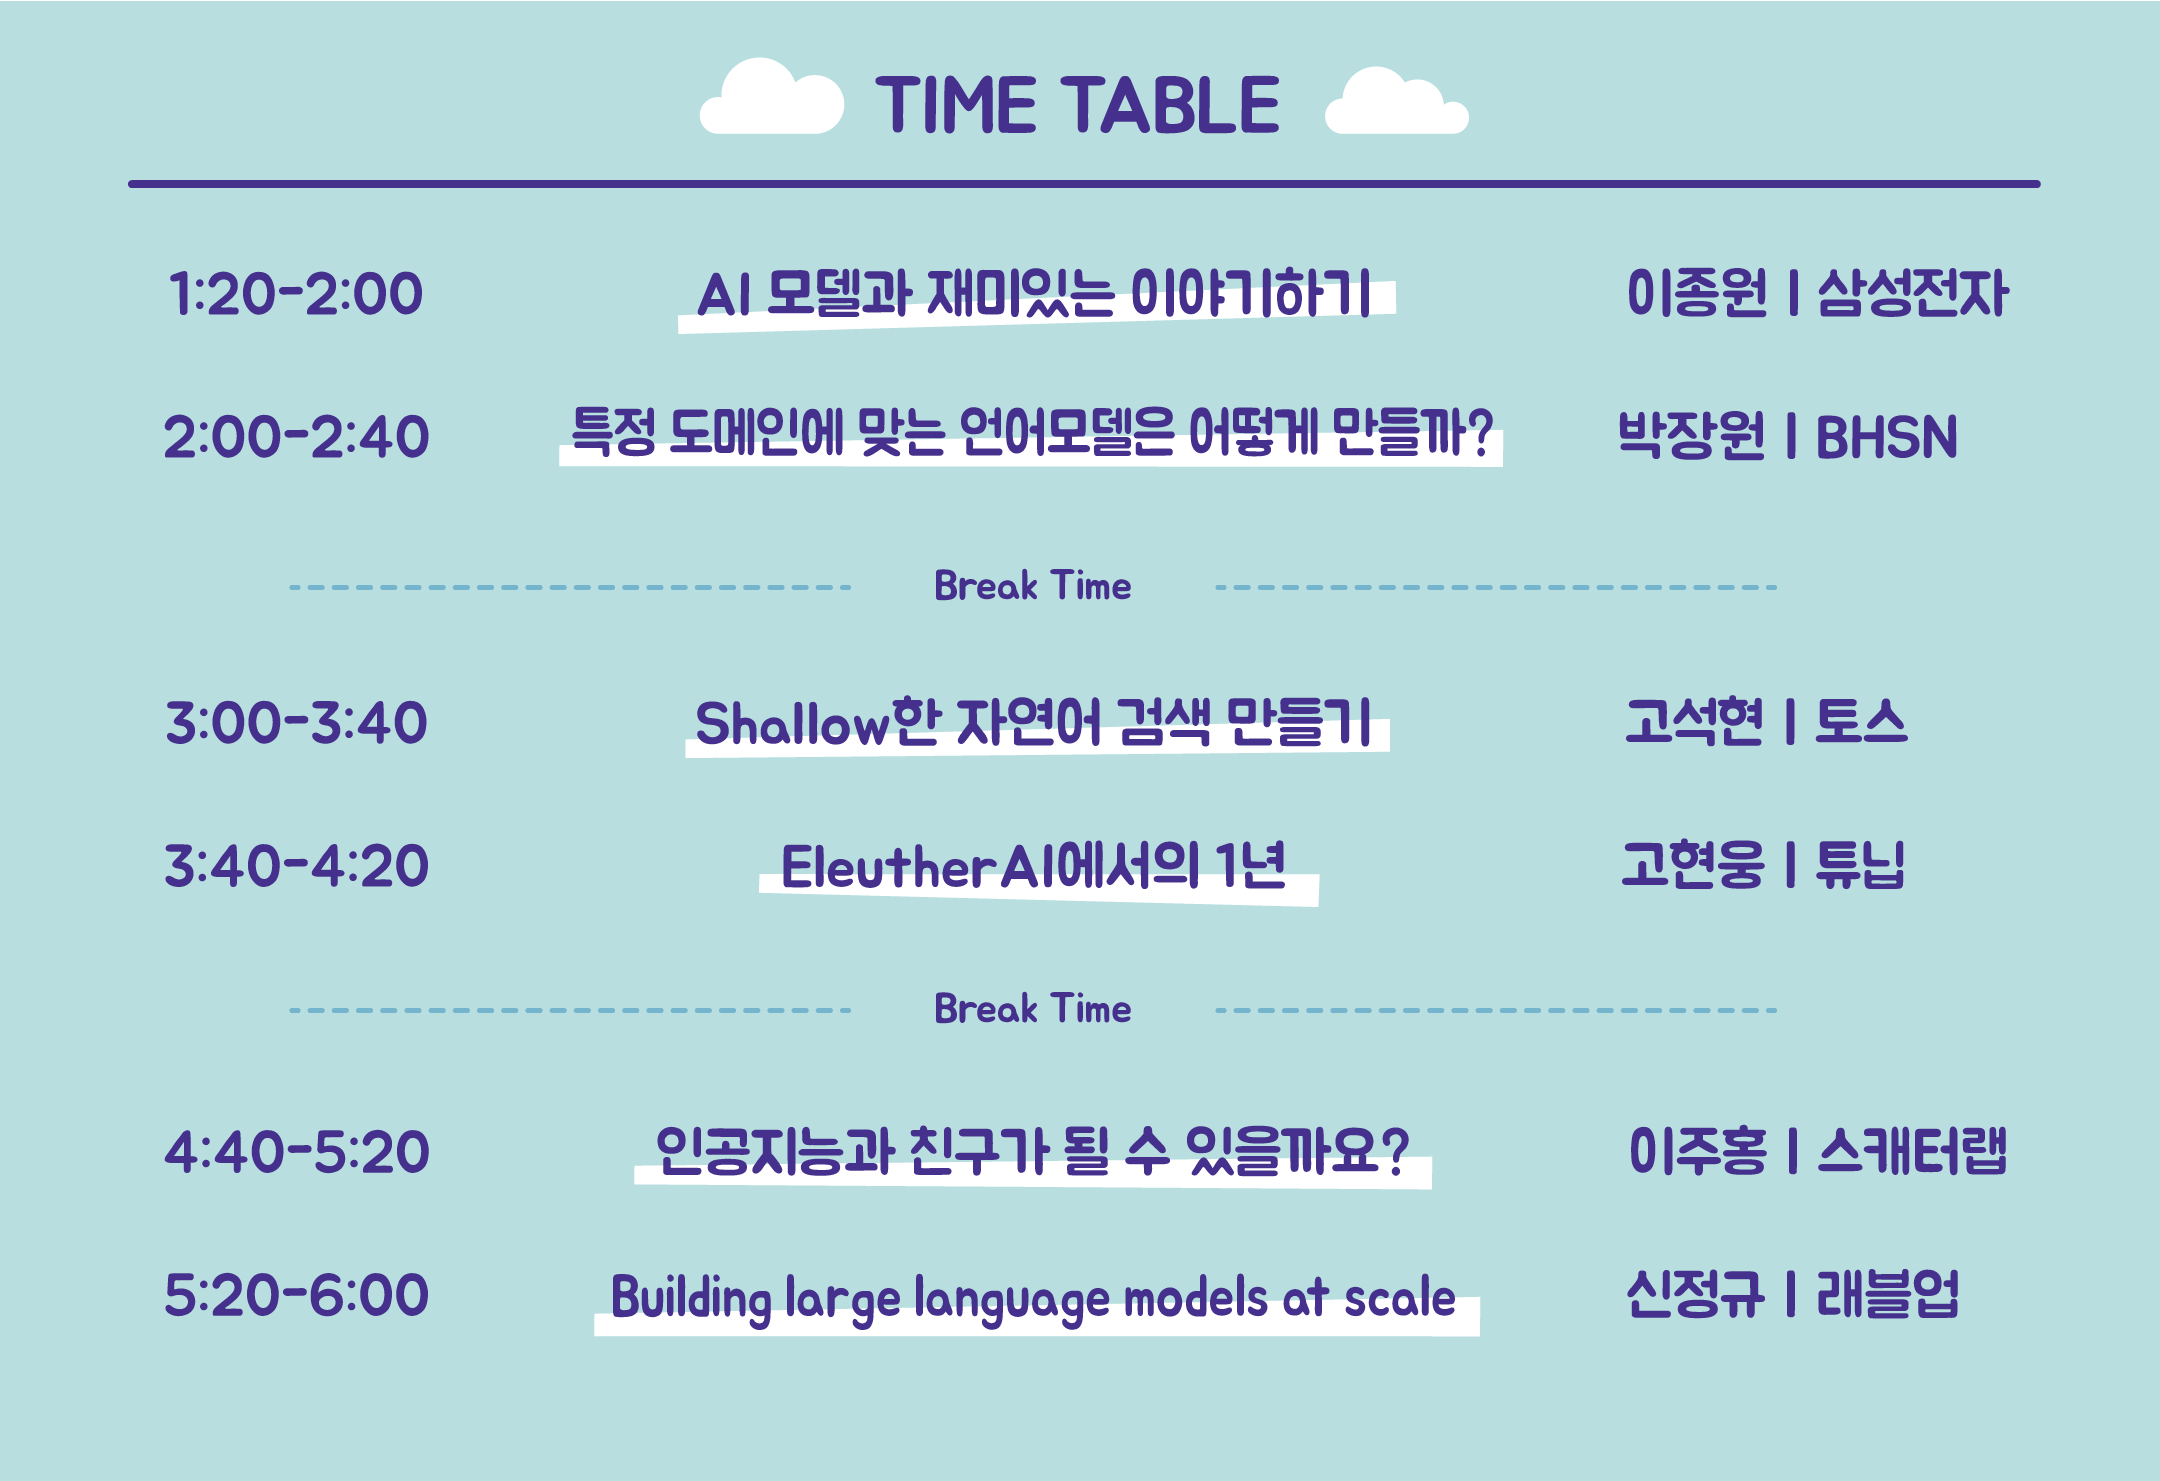 TIME TABLE
1:20-2:00 AI 모델과 재미있는 이야기하기 이종원 | 삼성전자
2:00-2:40 특정 도메인에 맞는 언어모델은 어떻게 만들까? 박장원 | BHSN
Break Time
3:00-3:40 Shallow한 자연어 검색 만들기 고석현 | 토스
3:40-4:20 EleutherAI에서의 1년 고현웅 | 튜닙
Break Time
4:40-5:20 인공지능과 친구가 될 수 있을까요? 이주홍 | 스캐터랩
5:20-6:00 Building large language models at scale 신정규 | 래블업